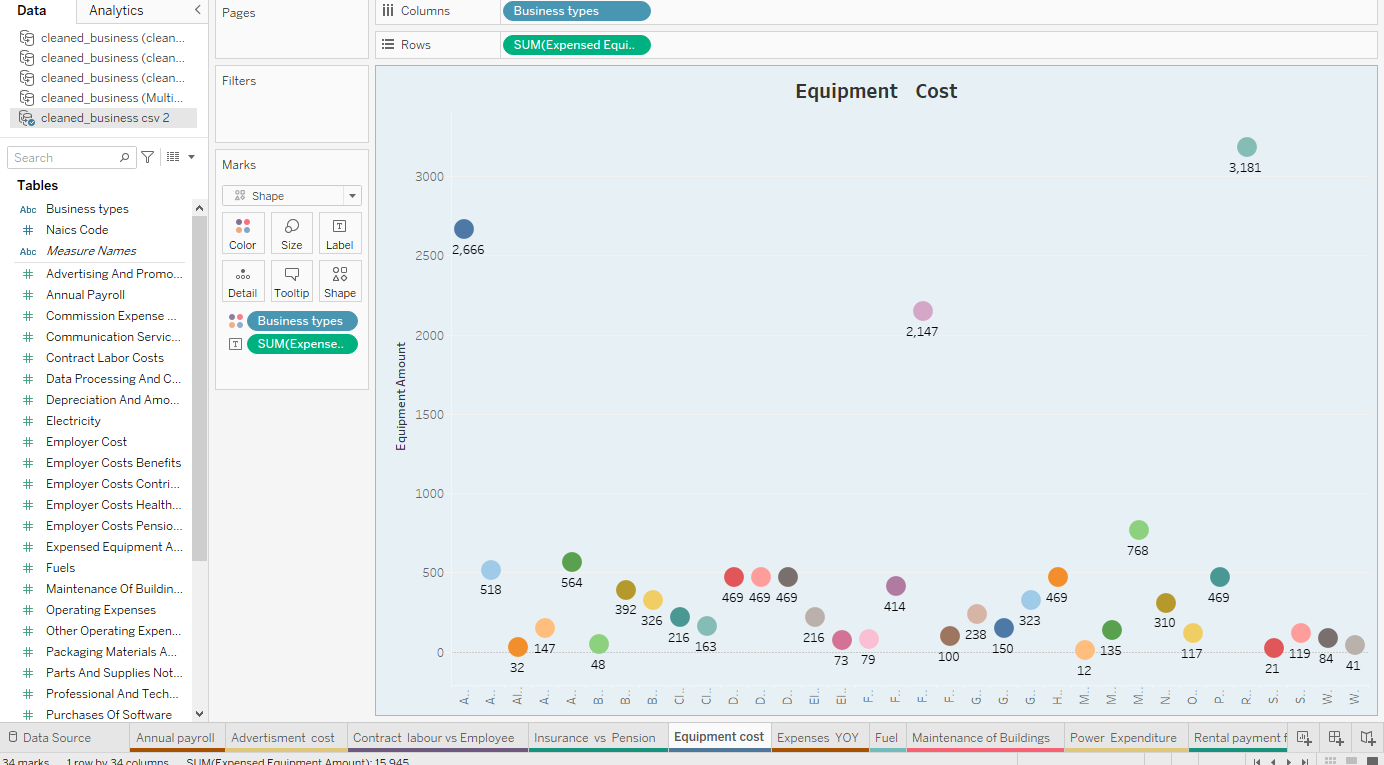 Data
Analytics
cleaned_business (clean...
cleaned_business (clean...
cleaned_business (clean...
cleaned_business (Multi...
cleaned_business csv 2
Search
Tables
Abc Business types
# Naics Code
Abc Measure Names
# Advertising And Promo...
# Annual Payroll
# Commission Expense ...
# Communication Servic...
# Contract Labor Costs
# Data Processing And C...
# Depreciation And Amo...
# Electricity
# Employer Cost
# Employer Costs Benefits
# Employer Costs Contri...
# Employer Costs Health...
# Employer Costs Pensio...
# Expensed Equipment A...
# Fuels
# Maintenance Of Buildin...
# Operating Expenses
# Other Operating Expen...
# Packaging Materials A...
# Parts And Supplies Not...
# Professional And Tech...
# Purchases Of Software
Pages
Filters
Marks
Shape
Color Size Label
Detail Tooltip Shape
Business types
T SUM(Expense..
Columns Business types
Rows SUM(Expensed Equi..
Equipment Cost
Equipment Amount
3000
2500
2000
1500
1000
500
0
2,666
518
32
147
564
48
392
326
216
163
469
469
469
216
73
79
414
2,147
100
238
150
323
469
12
135
768
310
117
469
3,181
21
119
84
41
A.. A.. Al.. A.. A.. B.. B.. B.. Cl.. Cl.. D.. D.. D.. El.. El.. F.. F.. F.. F.. G.. G.. G.. H.. M.. M.. M.. N.. O.. P.. R.. S.. S.. W.. W..
Data Source Annual payroll Advertisment cost Contract labour vs Employee Insurance vs Pension Equipment cost Expenses YOY Fuel Maintenance of Buildings Power Expenditure Rental payment f
34 marks 1 row by 34 columns SUM(Expensed Equipment Amount): 15,945